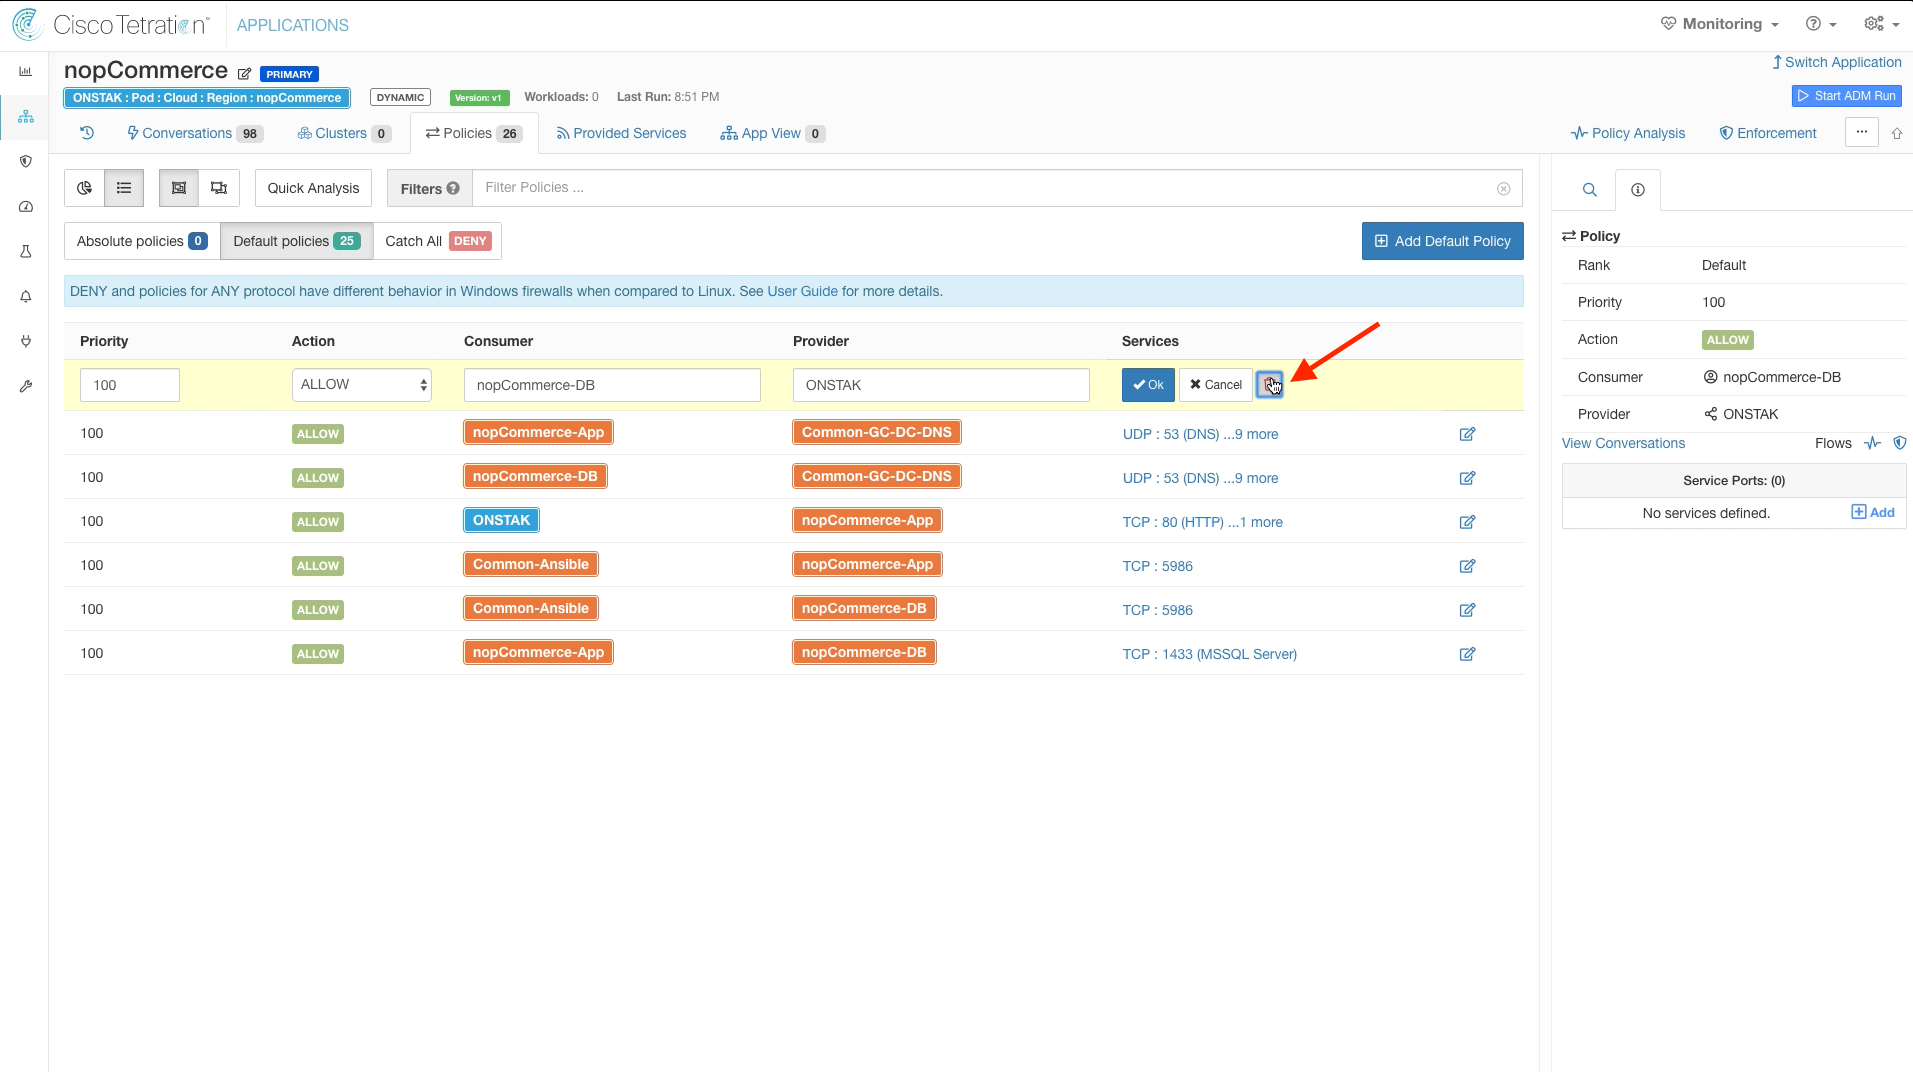 Cisco Tetration™ APPLICATIONS Monitoring
nopCommerce PRIMARY
Switch Application
ONSTAK : Pod : Cloud : Region : nopCommerce DYNAMIC Version: v1 Workloads: 0 Last Run: 8:51 PM
Start ADM Run
Conversations 98 Clusters 0 Policies 26 Provided Services App View 0 Policy Analysis Enforcement ...
Quick Analysis Filters Filter Policies ...
Absolute policies 0 Default policies 25 Catch All DENY Add Default Policy
DENY and policies for ANY protocol have different behavior in Windows firewalls when compared to Linux. See User Guide for more details.
Priority Action Consumer Provider Services
100 ALLOW nopCommerce-DB ONSTAK Ok Cancel
100 ALLOW nopCommerce-App Common-GC-DC-DNS UDP : 53 (DNS) ...9 more
100 ALLOW nopCommerce-DB Common-GC-DC-DNS UDP : 53 (DNS) ...9 more
100 ALLOW ONSTAK nopCommerce-App TCP : 80 (HTTP) ...1 more
100 ALLOW Common-Ansible nopCommerce-App TCP : 5986
100 ALLOW Common-Ansible nopCommerce-DB TCP : 5986
100 ALLOW nopCommerce-App nopCommerce-DB TCP : 1433 (MSSQL Server)
Policy
Rank Default
Priority 100
Action ALLOW
Consumer nopCommerce-DB
Provider ONSTAK
View Conversations Flows
Service Ports: (0)
No services defined. Add